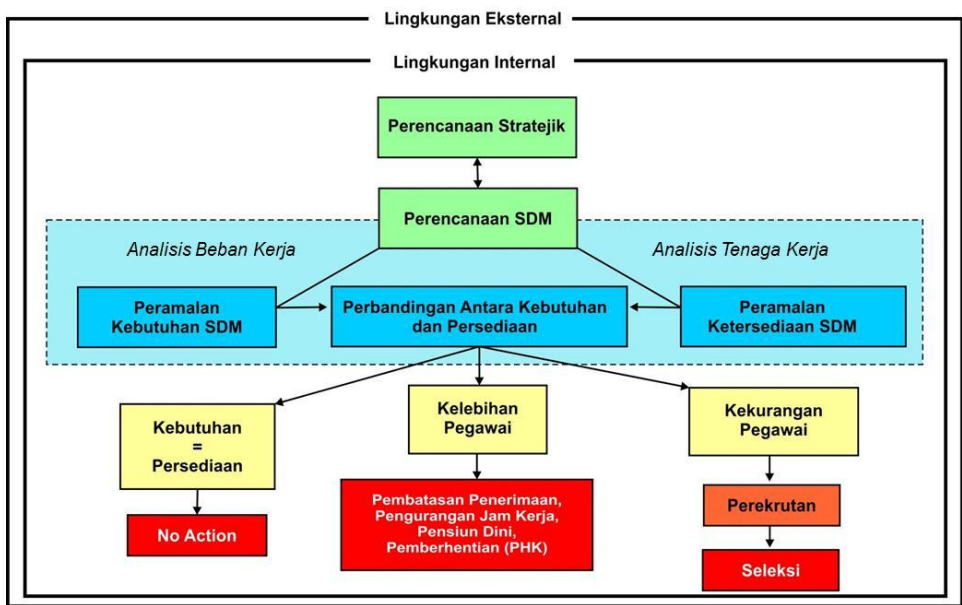 Lingkungan Eksternal
Lingkungan Internal
Perencanaan Stratejik
Perencanaan SDM
Analisis Beban Kerja
Analisis Tenaga Kerja
Peramalan
Kebutuhan SDM
Perbandingan Antara Kebutuhan
dan Persediaan
Peramalan
Ketersediaan SDM
Kebutuhan
=
Persediaan
Kelebihan
Pegawai
Kekurangan
Pegawai
No Action
Pembatasan Penerimaan,
Pengurangan Jam Kerja,
Pensiun Dini,
Pemberhentian (PHK)
Perekrutan
Seleksi